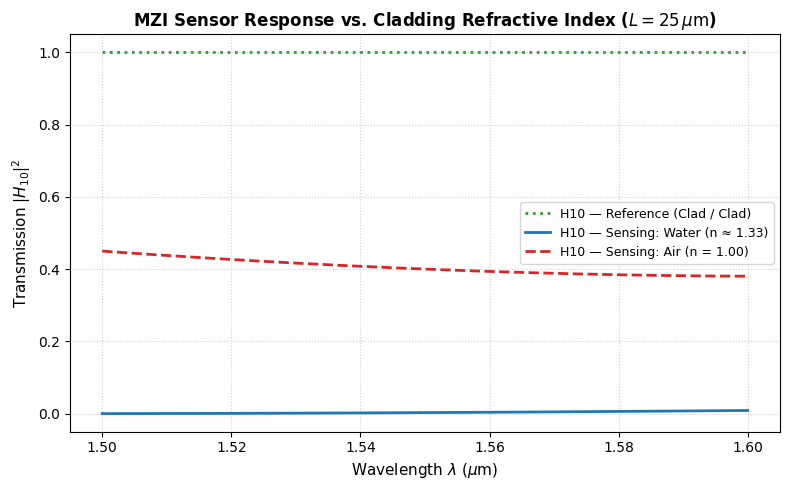 MZI Sensor Response vs. Cladding Refractive Index (L = 25 μm)
Transmission |H₁₀|²
1.0
0.8
0.6
0.4
0.2
0.0
H10 — Reference (Clad / Clad)
H10 — Sensing: Water (n ≈ 1.33)
H10 — Sensing: Air (n = 1.00)
1.50 1.52 1.54 1.56 1.58 1.60
Wavelength λ (μm)